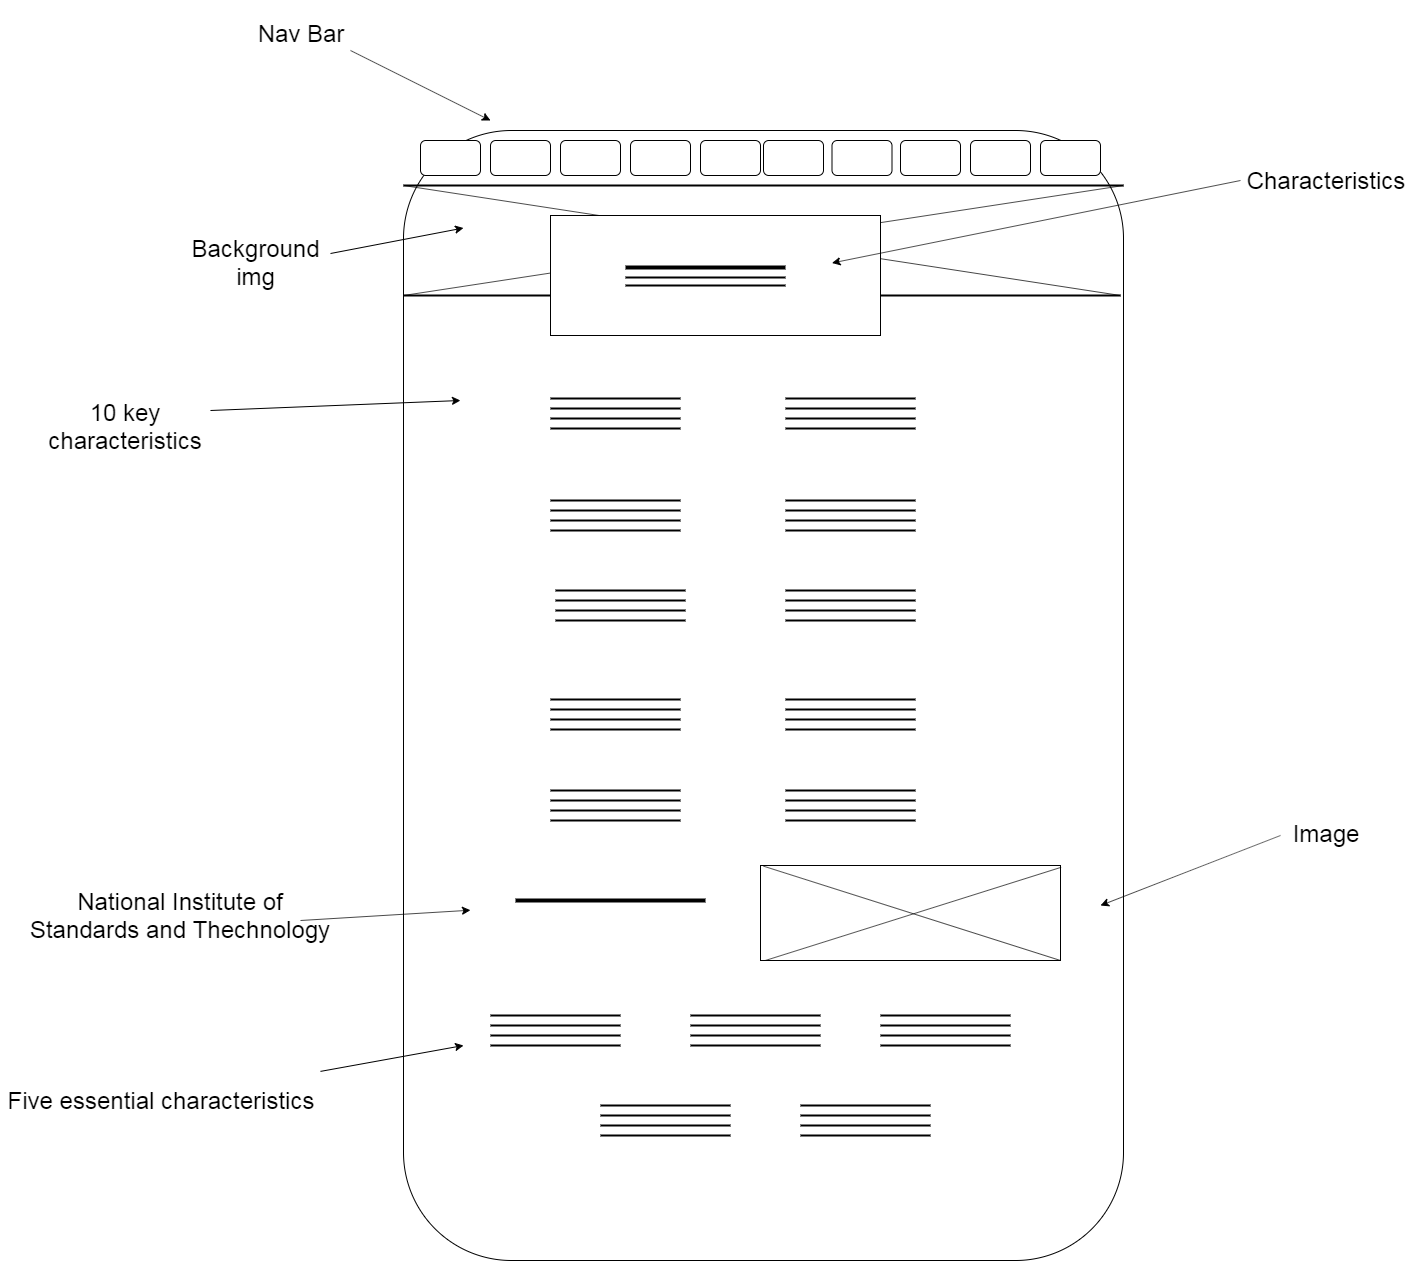 Nav Bar
Characteristics
Background
img
10 key
characteristics
Image
National Institute of
Standards and Thechnology
Five essential characteristics